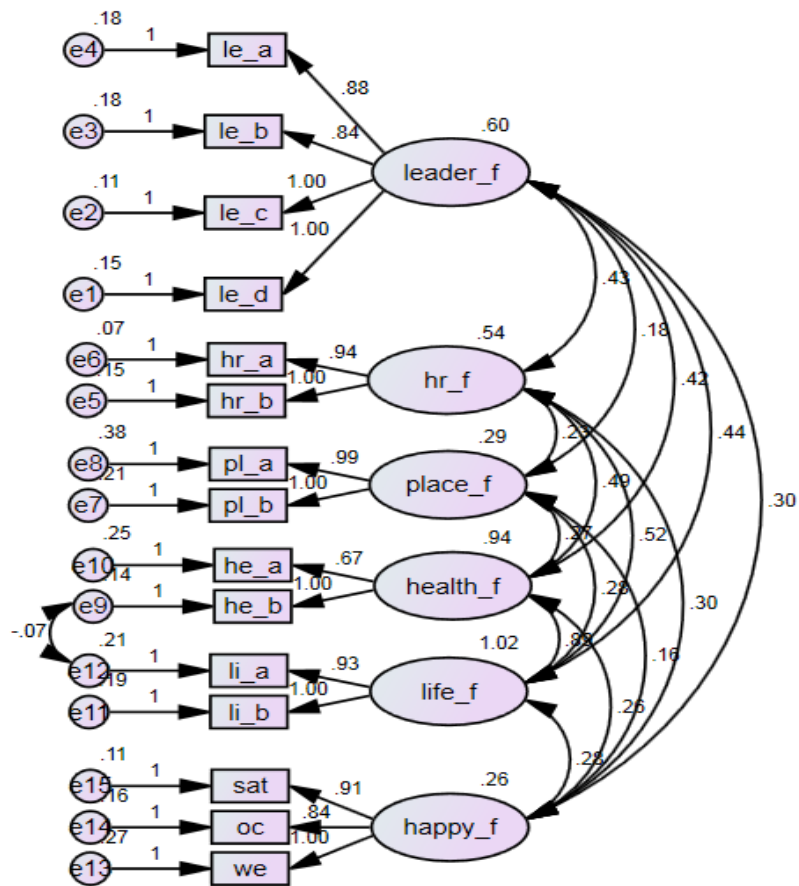 .18
e4 1 le_a
.88
.18
e3 1 le_b .84
.60
leader_f
.11
e2 1 le_c 1.00
1.00
.15
e1 1 le_d
.43
.18
.42
.44
.30
.07
e6 1 hr_a .94
.54
hr_f
.15
e5 1 hr_b 1.00
.38
e8 1 pl_a .99
.29
place_f
.21
e7 1 pl_b 1.00
.49
.52
.25
e10 1 he_a .67
.94
health_f
.27
.28
.30
.14
e9 1 he_b 1.00
-.07
.21
e12 1 li_a .93
1.02
life_f
.16
.19
e11 1 li_b 1.00
.26
.28
.11
e15 1 sat .91
.26
happy_f
.16
e14 1 oc .84
.27
e13 1 we 1.00